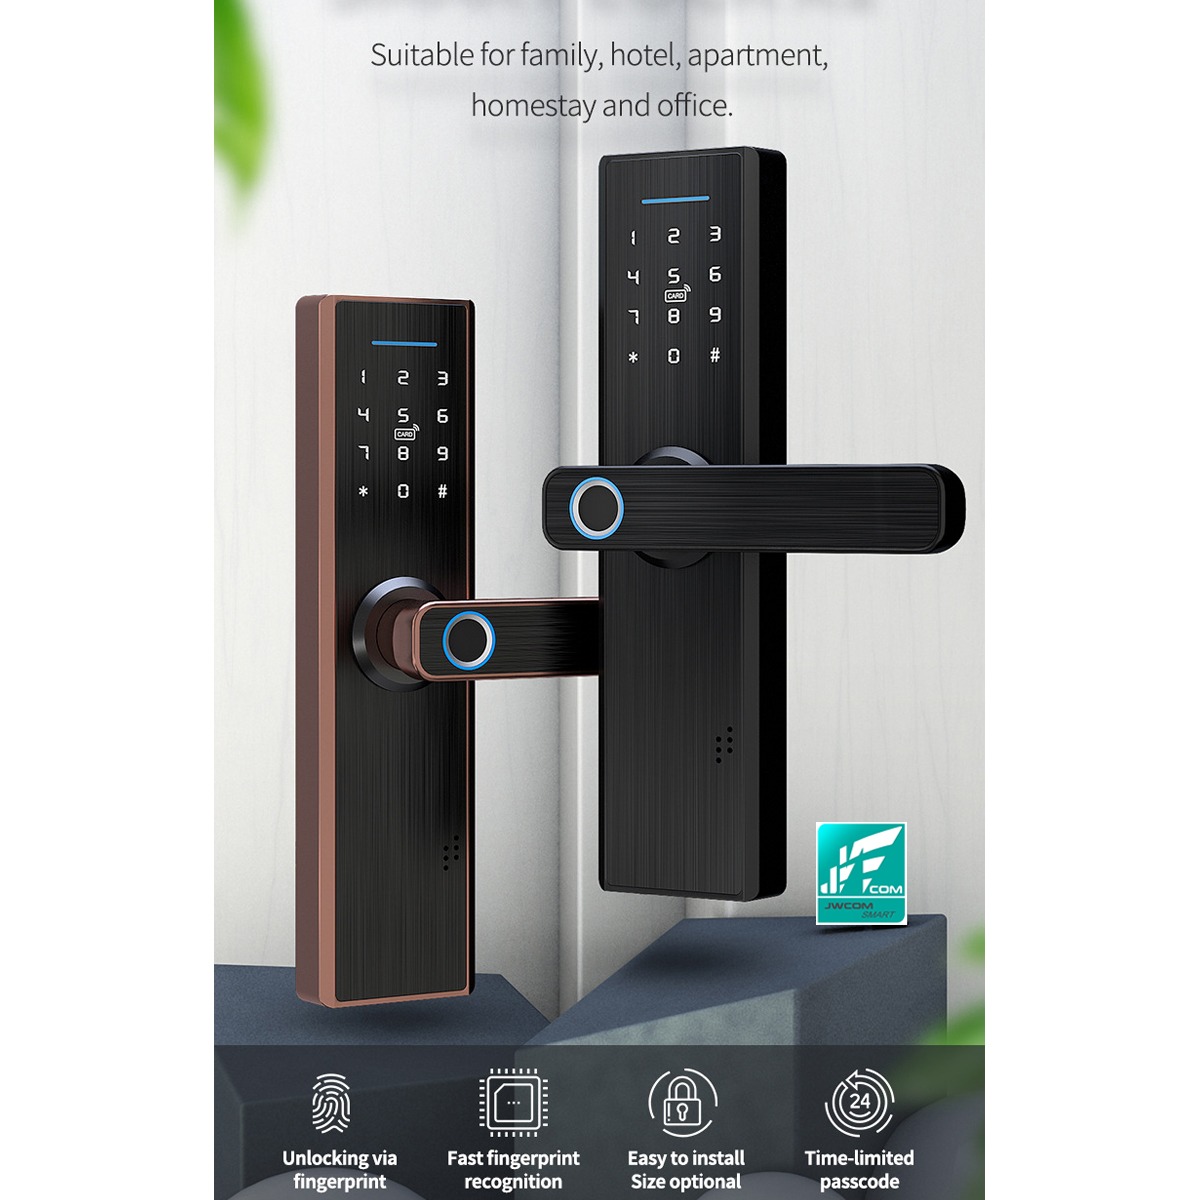 Suitable for family, hotel, apartment,
homestay and office.
1 2 3
4 5 6
CARD
7 8 9
* 0 #
1 2 3
4 5 6
CARD
7 8 9
* 0 #
COM
JWCOM
SMART
24
Unlocking via
fingerprint
Fast fingerprint
recognition
Easy to install
Size optional
Time-limited
passcode